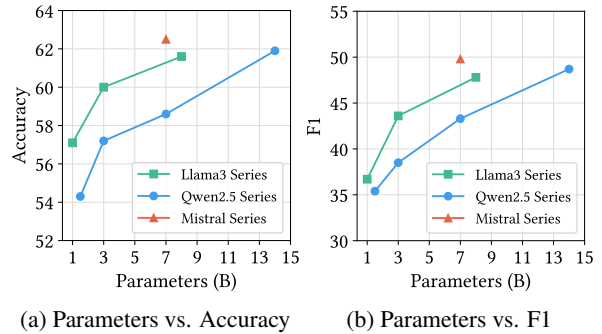 64
62
60
58
56
54
52
Accuracy
1 3 5 7 9 11 13 15
Parameters (B)
Llama3 Series
Qwen2.5 Series
Mistral Series
(a) Parameters vs. Accuracy
55
50
45
40
35
30
F1
1 3 5 7 9 11 13 15
Parameters (B)
Llama3 Series
Qwen2.5 Series
Mistral Series
(b) Parameters vs. F1